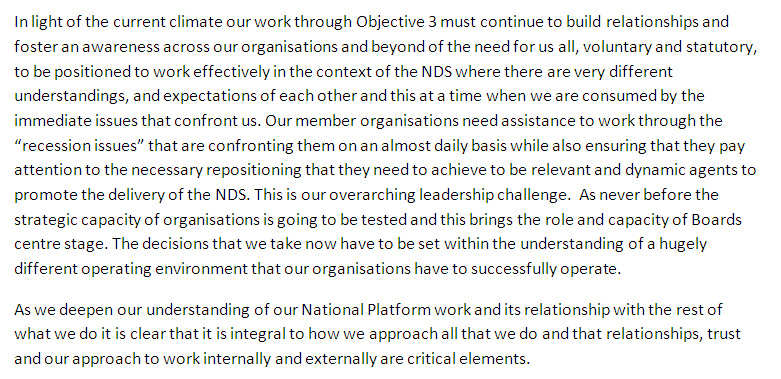 In light of the current climate our work through Objective 3 must continue to build relationships and
foster an awareness across our organisations and beyond of the need for us all, voluntary and statutory,
to be positioned to work effectively in the context of the NDS where there are very different
understandings, and expectations of each other and this at a time when we are consumed by the
immediate issues that confront us. Our member organisations need assistance to work through the
“recession issues” that are confronting them on an almost daily basis while also ensuring that they pay
attention to the necessary repositioning that they need to achieve to be relevant and dynamic agents to
promote the delivery of the NDS. This is our overarching leadership challenge.  As never before the
strategic capacity of organisations is going to be tested and this brings the role and capacity of Boards
centre stage. The decisions that we take now have to be set within the understanding of a hugely
different operating environment that our organisations have to successfully operate.
As we deepen our understanding of our National Platform work and its relationship with the rest of
what we do it is clear that it is integral to how we approach all that we do and that relationships, trust
and our approach to work internally and externally are critical elements.